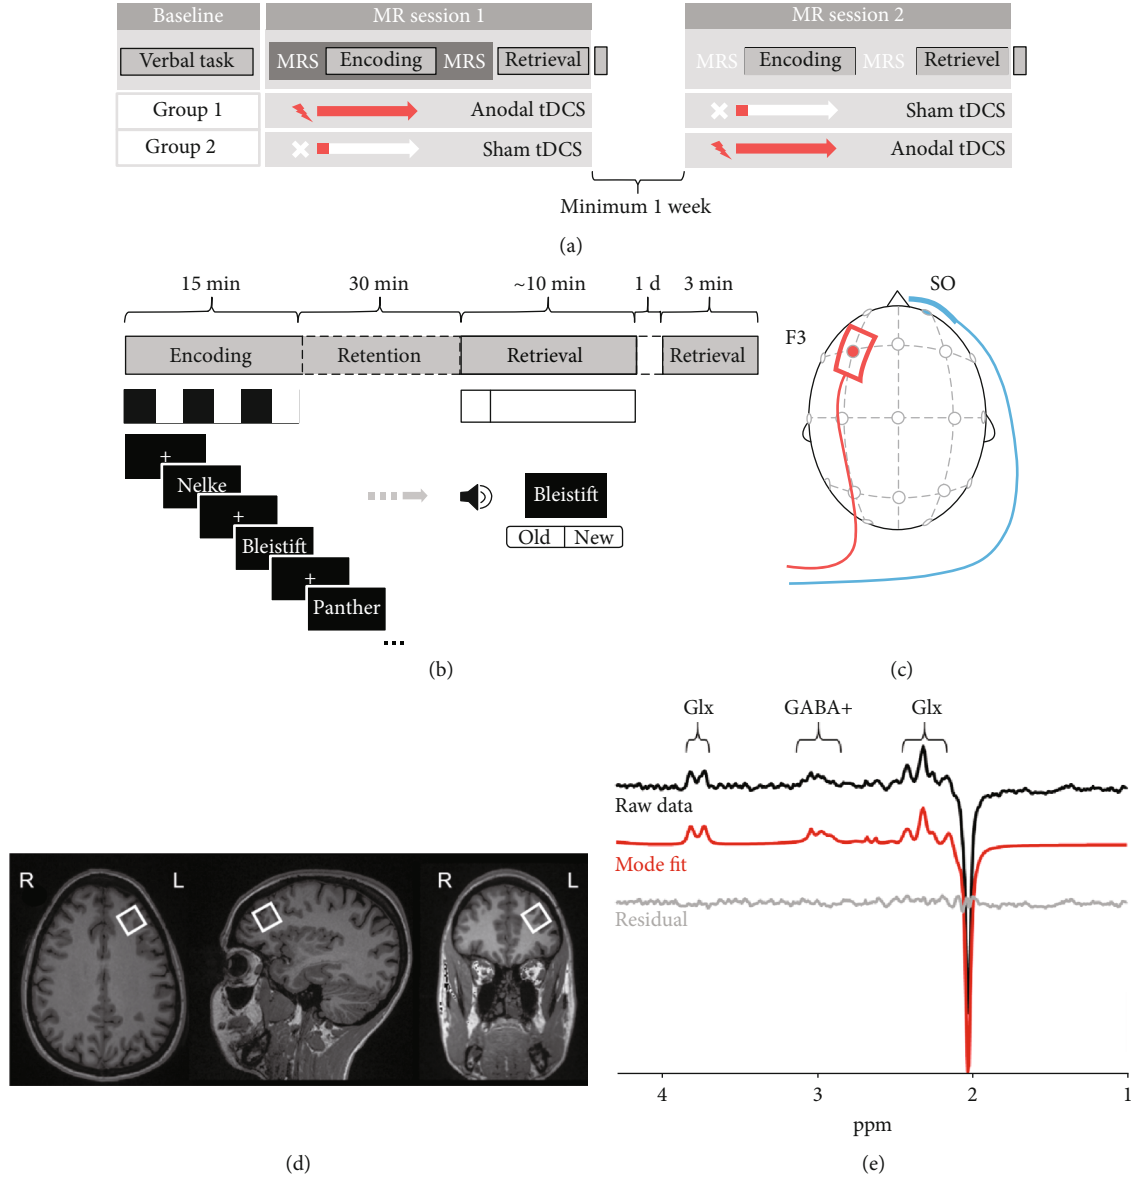 Baseline
MR session 1
MR session 2
Verbal task
MRS
Encoding
MRS
Retrieval
MRS
Encoding
MRS
Retrievel
Group 1
Anodal tDCS
Sham tDCS
Group 2
Sham tDCS
Anodal tDCS
Minimum 1 week
(a)
15 min
30 min
~10 min
1 d
3 min
Encoding
Retention
Retrieval
Retrieval
+
Nelke
+
Bleistift
+
Panther
...
Bleistift
Old
New
(b)
SO
F3
(c)
R
L
R
L
(d)
Glx
GABA+
Glx
Raw data
Mode fit
Residual
4
3
2
1
ppm
(e)